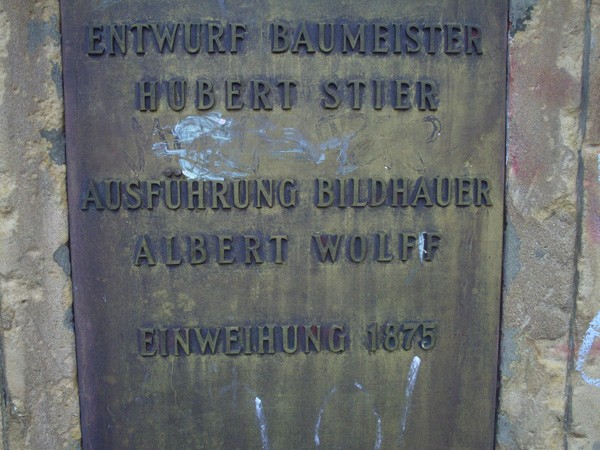 ENTWURF BAUMEISTER
HUBERT STIER
AUSFÜHRUNG BILDHAUER
ALBERT WOLFF
EINWEIHUNG 1875